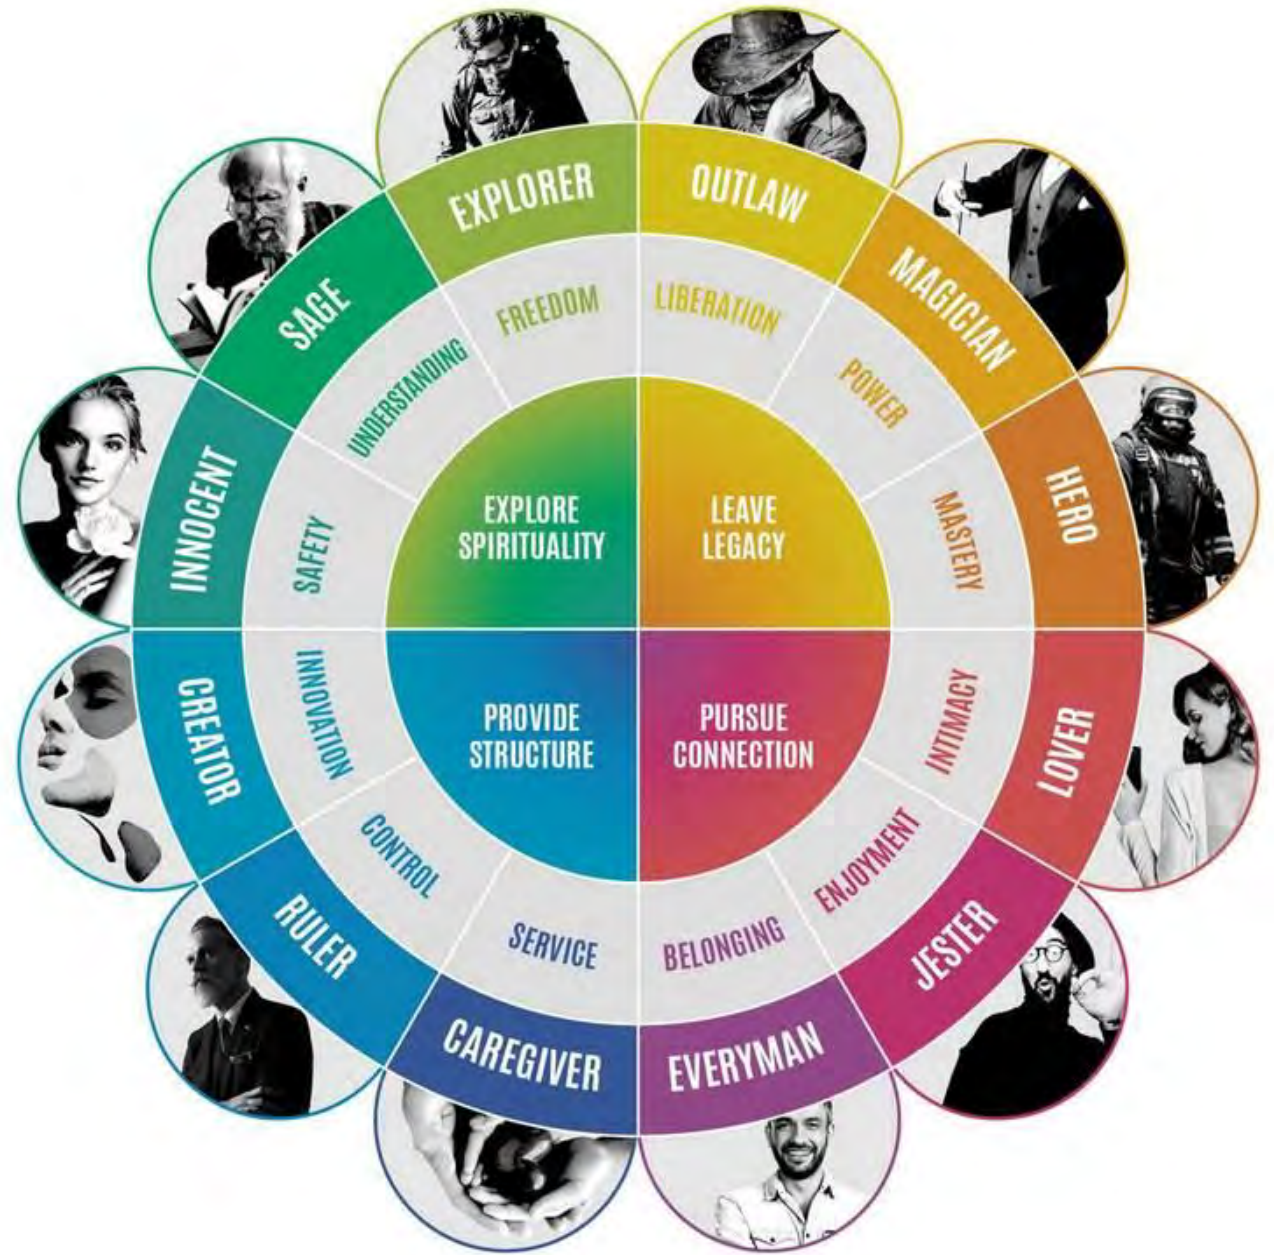 EXPLORER
OUTLAW
MAGICIAN
HERO
LOVER
JESTER
EVERYMAN
CAREGIVER
RULER
CREATOR
INNOCENT
SAGE
FREEDOM
LIBERATION
POWER
MASTERY
INTIMACY
ENJOYMENT
BELONGING
SERVICE
CONTROL
INNOVATION
SAFETY
UNDERSTANDING
EXPLORE
SPIRITUALITY
LEAVE
LEGACY
PROVIDE
STRUCTURE
PURSUE
CONNECTION